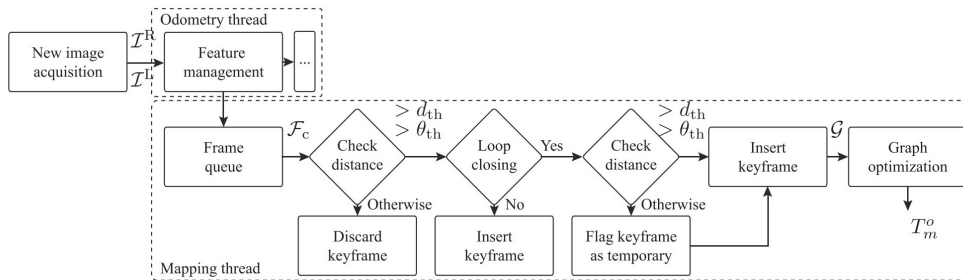 Odometry thread
New image
acquisition
𝓘ᴿ
𝓘ᴸ
Feature
management
...
Frame
queue
𝓕_c
Check
distance
> d_th
> θ_th
Otherwise
Discard
keyframe
Loop
closing
Yes
No
Insert
keyframe
Check
distance
> d_th
> θ_th
Otherwise
Flag keyframe
as temporary
Insert
keyframe
𝓖
Graph
optimization
T_m^o
Mapping thread